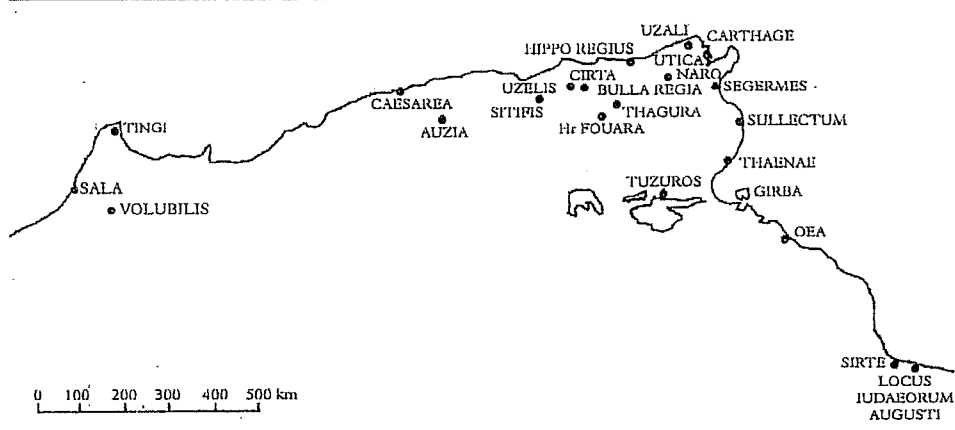 UZALI
CARTHAGE
HIPPO REGIUS
UTICA
CIRTA
NARO
UZELIS
BULLA REGIA
SEGERMES
CAESAREA
SITIFIS
THAGURA
AUZIA
Hr FOUARA
SULLECTUM
TINGI
THAENAE
TUZUROS
SALA
GIRBA
VOLUBILIS
OEA
SIRTE
LOCUS
IUDAEORUM
AUGUSTI
0 100 200 300 400 500 km